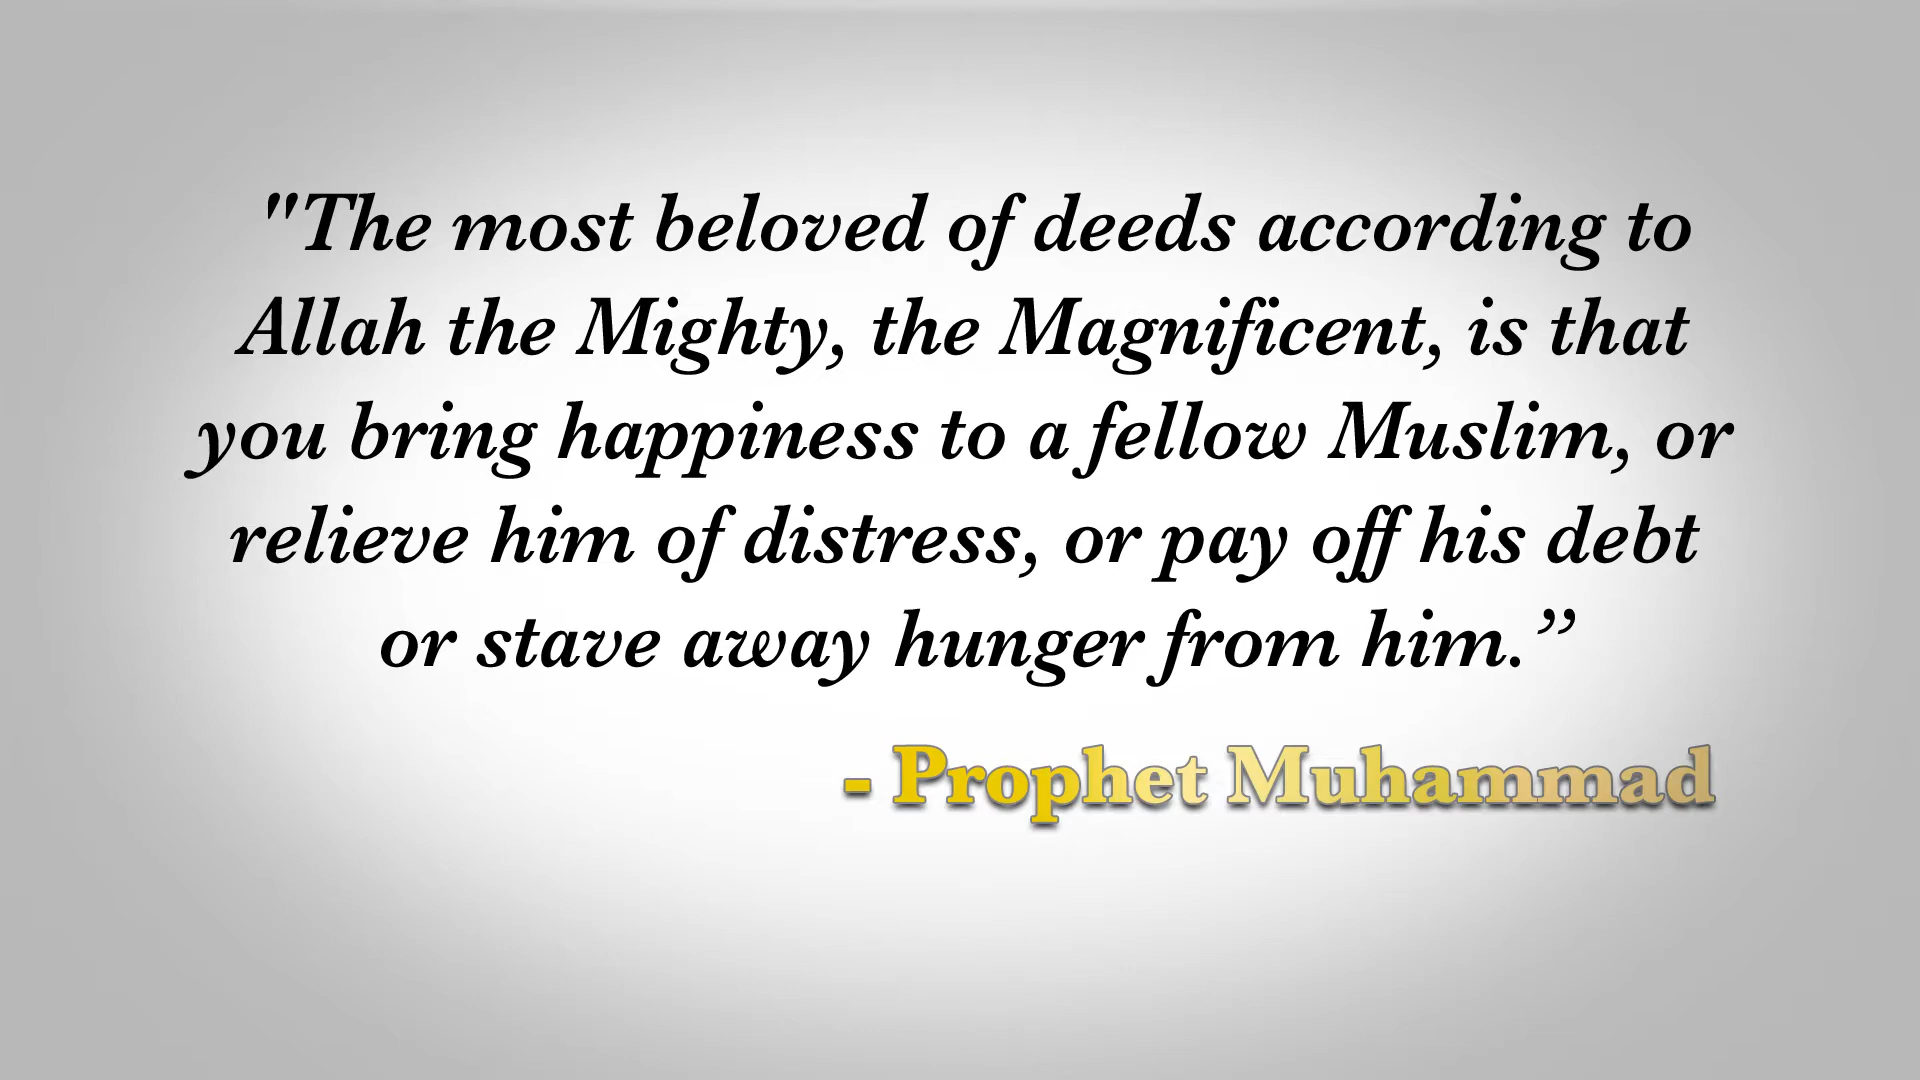 "The most beloved of deeds according to
Allah the Mighty, the Magnificent, is that
you bring happiness to a fellow Muslim, or
relieve him of distress, or pay off his debt
or stave away hunger from him.”
- Prophet Muhammad